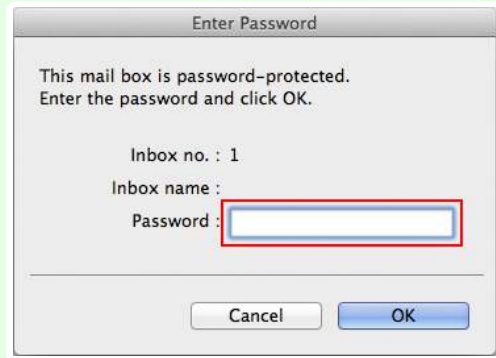 Enter Password
This mail box is password-protected.
Enter the password and click OK.
Inbox no. : 1
Inbox name :
Password :
Cancel OK